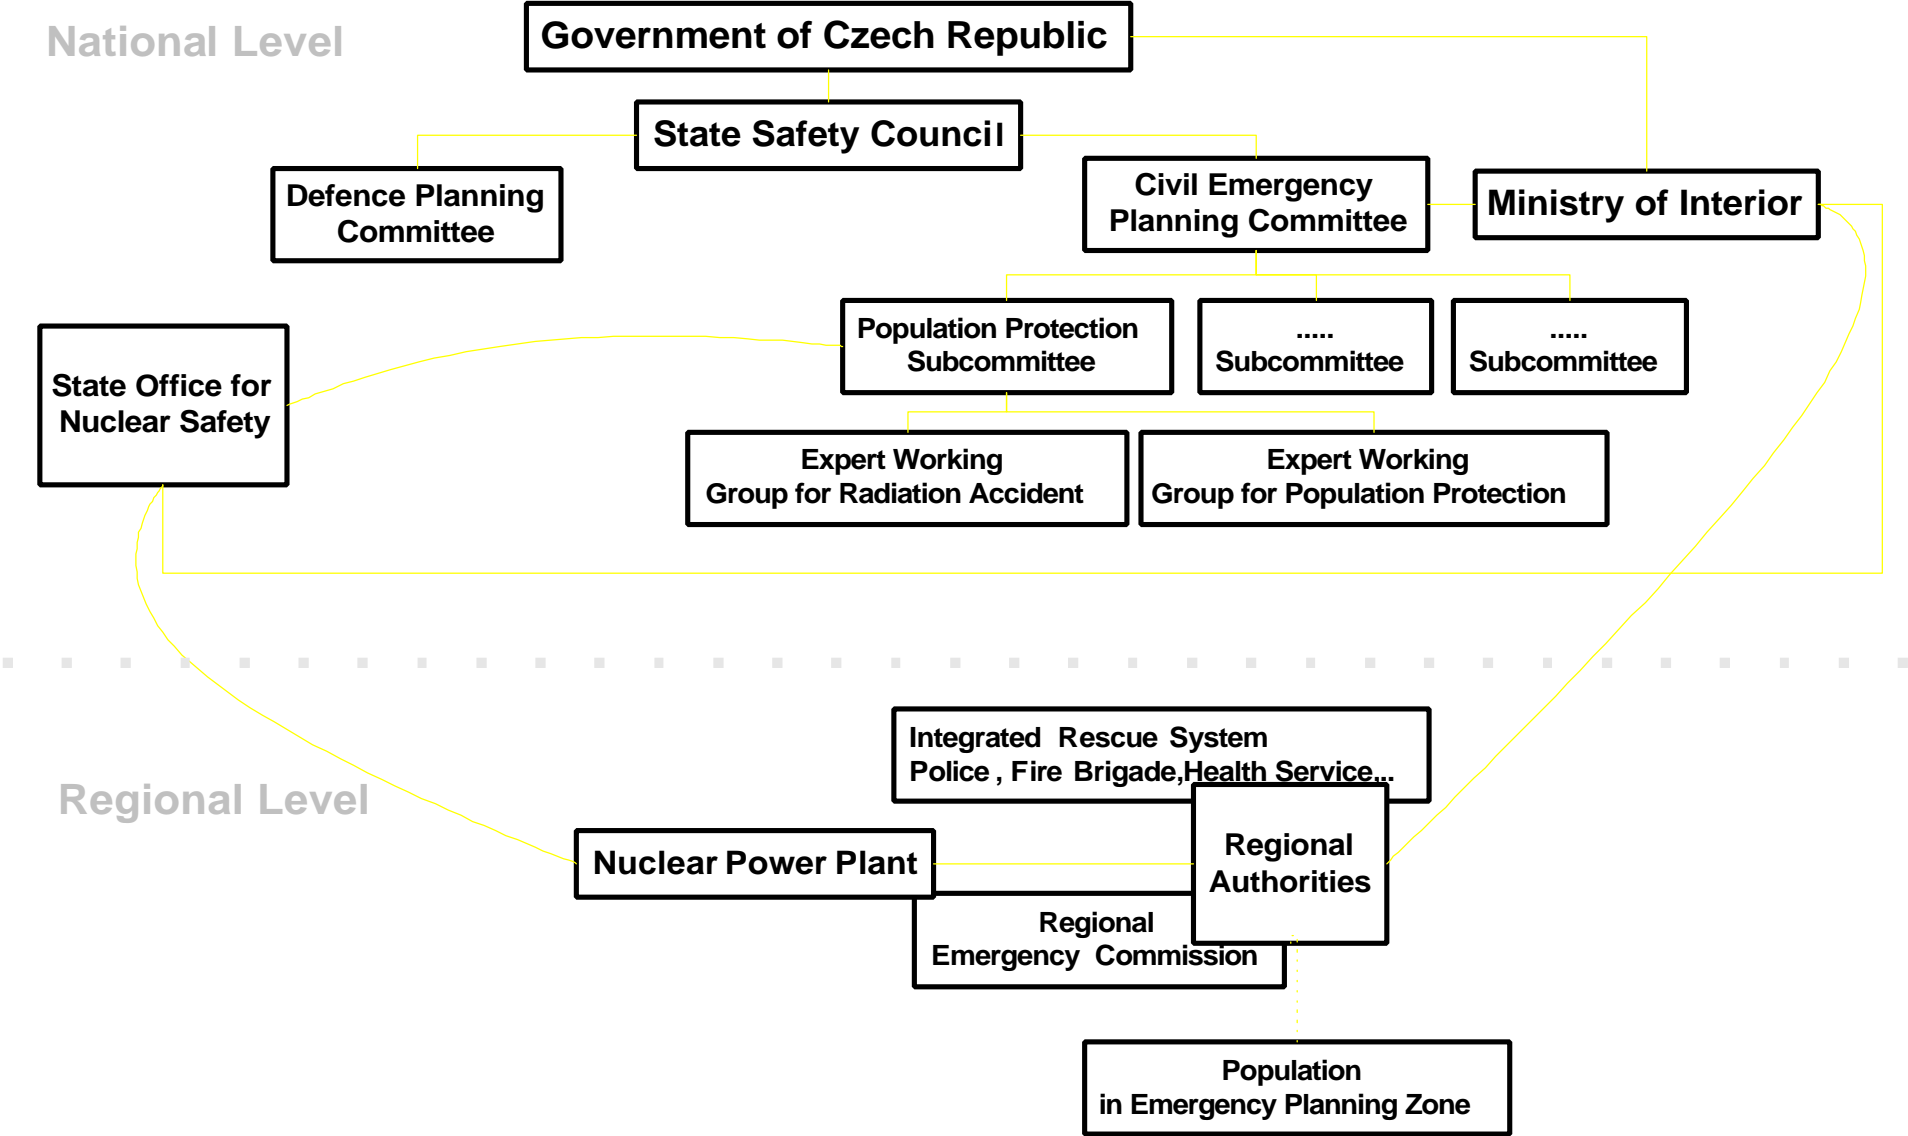 National Level
Government of Czech Republic
State Safety Council
Defence Planning
Committee
Civil Emergency
Planning Committee
Ministry of Interior
Population Protection
Subcommittee
.....
Subcommittee
.....
Subcommittee
State Office for
Nuclear Safety
Expert Working
Group for Radiation Accident
Expert Working
Group for Population Protection
Regional Level
Integrated Rescue System
Police , Fire Brigade,Health Service,..
Nuclear Power Plant
Regional
Authorities
Regional
Emergency Commission
Population
in Emergency Planning Zone